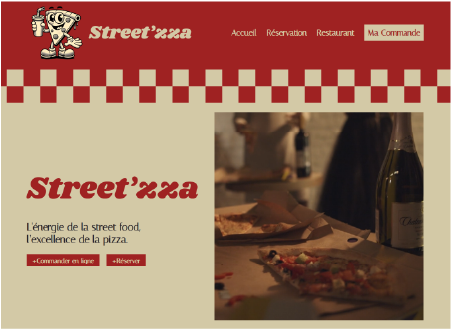 Street'zza
Accueil Réservation Restaurant Ma Commande
Street'zza
L'énergie de la street food,
l'excellence de la pizza.
+Commander en ligne +Réserver